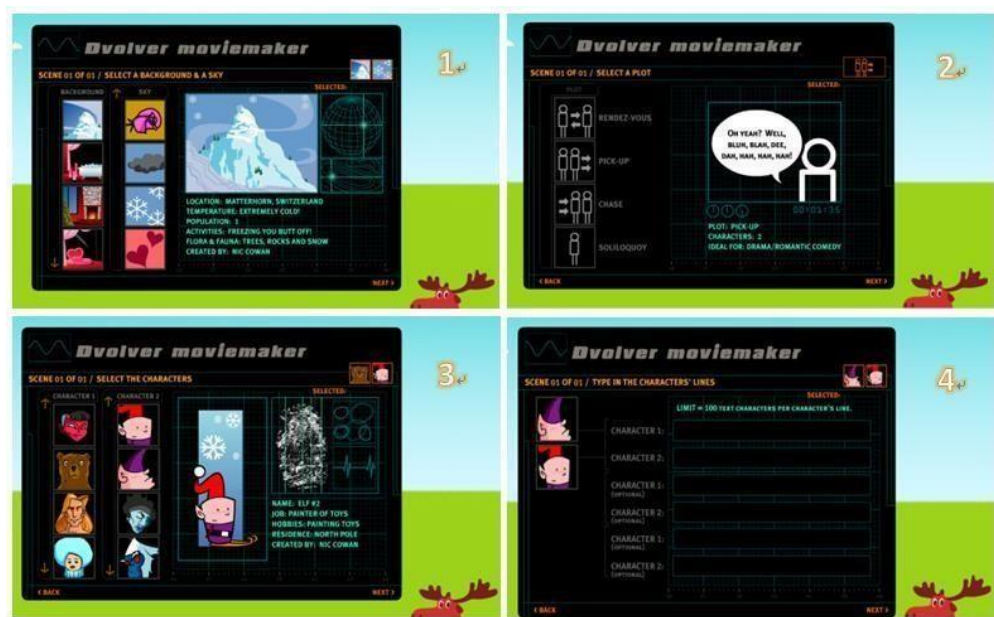 Dvolver moviemaker
1
SCENE 01 OF 01 / SELECT A BACKGROUND & A SKY
SELECTED:
BACKGROUND
SKY
LOCATION: MATTERHORN, SWITZERLAND
TEMPERATURE: EXTREMELY COLD!
POPULATION: 1
ACTIVITIES: FREEZING YOU BUTT OFF!
FLORA & FAUNA: TREES, ROCKS AND SNOW
CREATED BY: NIC COWAN
NEXT >
Dvolver moviemaker
2
SCENE 01 OF 01 / SELECT A PLOT
SELECTED:
PLOT
RENDEZ-VOUS
PICK-UP
CHASE
SOLILOQUOY
OH YEAH? WELL,
BLUH, BLAH, DEE,
DAH, HAH, HAH, HAH!
00:01:35
PLOT: PICK-UP
CHARACTERS: 2
IDEAL FOR: DRAMA/ROMANTIC COMEDY
< BACK
NEXT >
Dvolver moviemaker
3
SCENE 01 OF 01 / SELECT THE CHARACTERS
SELECTED:
CHARACTER 1
CHARACTER 2
NAME: ELF #2
JOB: PAINTER OF TOYS
HOBBIES: PAINTING TOYS
RESIDENCE: NORTH POLE
CREATED BY: NIC COWAN
< BACK
NEXT >
Dvolver moviemaker
4
SCENE 01 OF 01 / TYPE IN THE CHARACTERS' LINES
SELECTED:
LIMIT = 100 TEXT CHARACTERS PER CHARACTER'S LINE.
CHARACTER 1:
CHARACTER 2:
CHARACTER 1:
(OPTIONAL)
CHARACTER 2:
(OPTIONAL)
CHARACTER 1:
(OPTIONAL)
CHARACTER 2:
(OPTIONAL)
< BACK
NEXT >